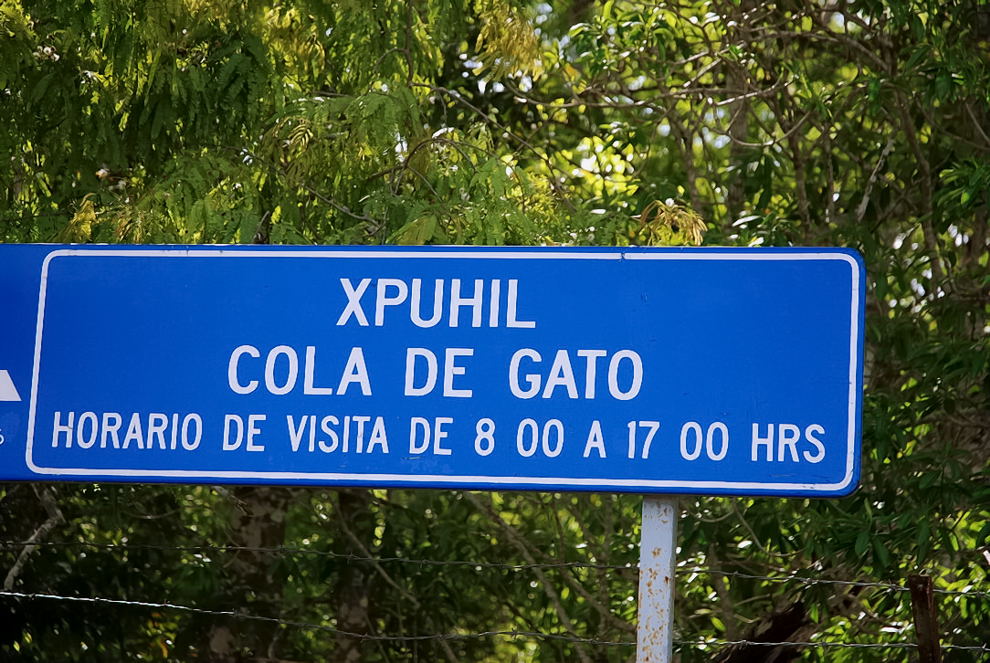 XPUHIL
COLA DE GATO
HORARIO DE VISITA DE 8 00 A 17 00 HRS